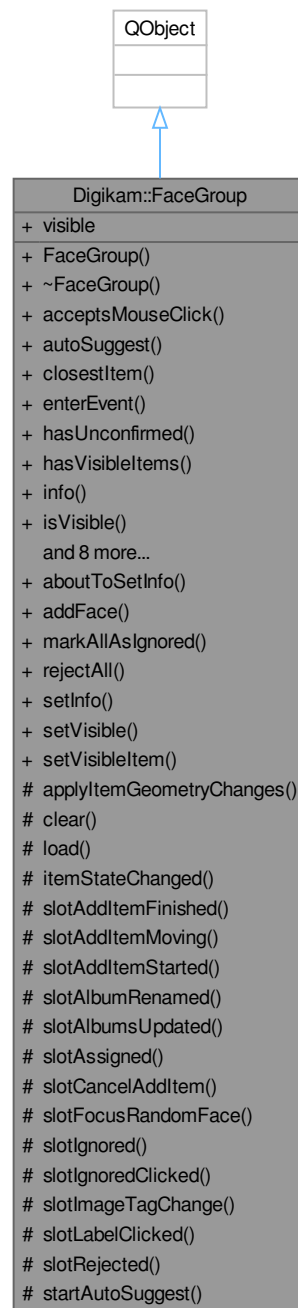 QObject
Digikam::FaceGroup
+ visible
+ FaceGroup()
+ ~FaceGroup()
+ acceptsMouseClick()
+ autoSuggest()
+ closestItem()
+ enterEvent()
+ hasUnconfirmed()
+ hasVisibleItems()
+ info()
+ isVisible()
and 8 more...
+ aboutToSetInfo()
+ addFace()
+ markAllAsIgnored()
+ rejectAll()
+ setInfo()
+ setVisible()
+ setVisibleItem()
# applyItemGeometryChanges()
# clear()
# load()
# itemStateChanged()
# slotAddItemFinished()
# slotAddItemMoving()
# slotAddItemStarted()
# slotAlbumRenamed()
# slotAlbumsUpdated()
# slotAssigned()
# slotCancelAddItem()
# slotFocusRandomFace()
# slotIgnored()
# slotIgnoredClicked()
# slotImageTagChange()
# slotLabelClicked()
# slotRejected()
# startAutoSuggest()